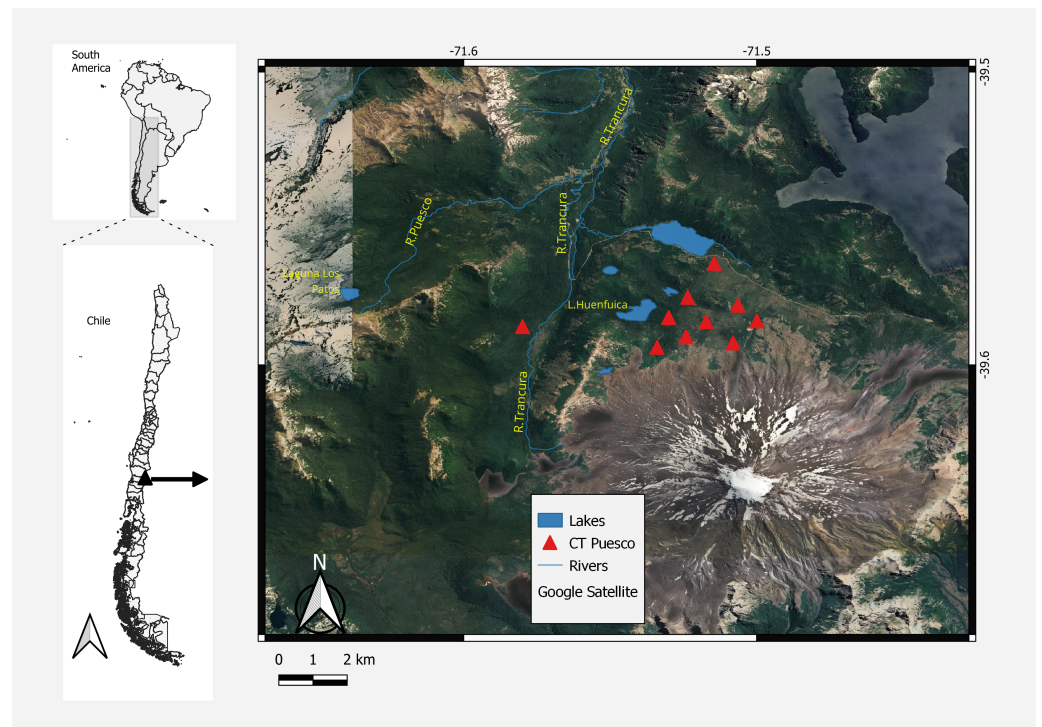 South
America
Chile
-71.6
-71.5
-39.5
-39.6
R.Trancura
R.Puesco
R.Trancura
Laguna Los
Patos
L.Huenfuica
R.Trancura
N
Lakes
CT Puesco
Rivers
Google Satellite
0 1 2 km